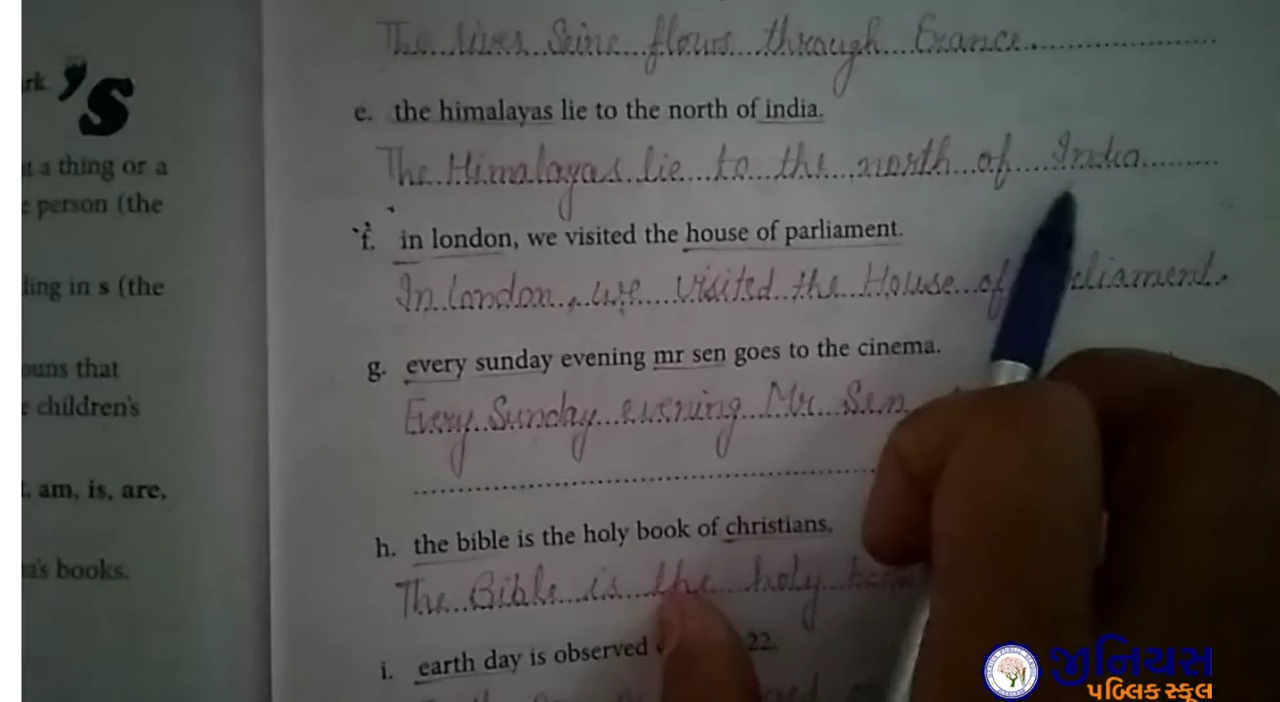 The river Seine flows through France
rk.
's
e. the himalayas lie to the north of india.
t a thing or a
The Himalayas lie to the north of India
person (the
f. in london, we visited the house of parliament.
ling in s (the
In london, we visited the House of liament.
g. every sunday evening mr sen goes to the cinema.
ouns that
children's
Every Sunday evening Mr. Sen
, am, is, are,
h. the bible is the holy book of christians.
a's books.
The Bible is the holy
i. earth day is observed 22.
જીનિયસ
પબ્લિક સ્કૂલ